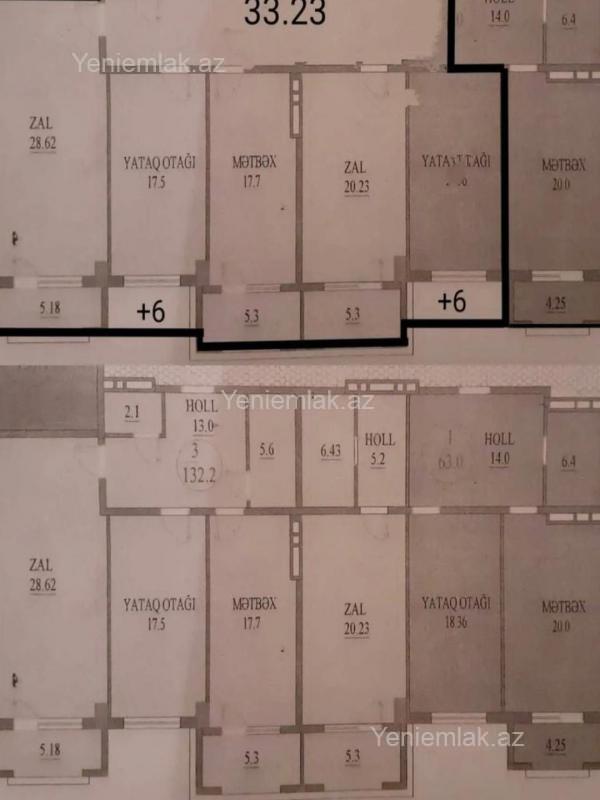 33.23
HOLL
14.0
6.4
Yeniemlak.az
ZAL
28.62
YATAQ OTAĞI
17.5
MƏTBƏX
17.7
ZAL
20.23
OTAĞI
MƏTBƏX
20.0
5.18
+6
5.3
5.3
+6
4.25
2.1
HOLL
13.0
3
132.2
Yeniemlak.az
5.6
6.43
HOLL
5.2
1
63.0
HOLL
14.0
6.4
ZAL
28.62
YATAQ OTAĞI
17.5
MƏTBƏX
17.7
ZAL
20.23
YATAQ OTAĞI
18.36
MƏTBƏX
20.0
5.18
5.3
5.3
Yeniemlak.az
4.25